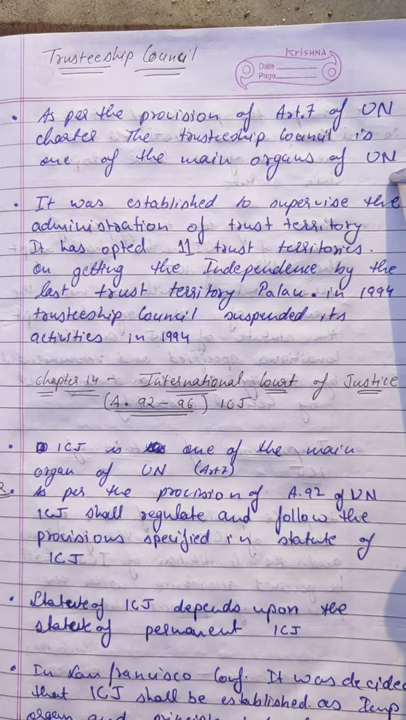 Trusteeship Council
KRISHNA
Date
Page
• As per the provision of Art.7 of UN
charter The trusteeship Council is
one of the main organs of UN
• It was established to supervise the
administration of trust territory
It has opted 11 trust territories.
on getting the Independence by the
last trust territory Palau. in 1994
trusteeship Council suspended its
activities in 1994
Chapter 14 - International Court of Justice
(A. 92-96) ICJ
• ICJ is one of the main
organ of UN (Art7)
2. As per the provision of A.92 of UN
ICJ shall regulate and follow the
provisions specified in statute of
ICJ
• Statute of ICJ depends upon the
statute of permanent ICJ
• In San francisco Conf. It was decided
that ICJ shall be established as
organ and